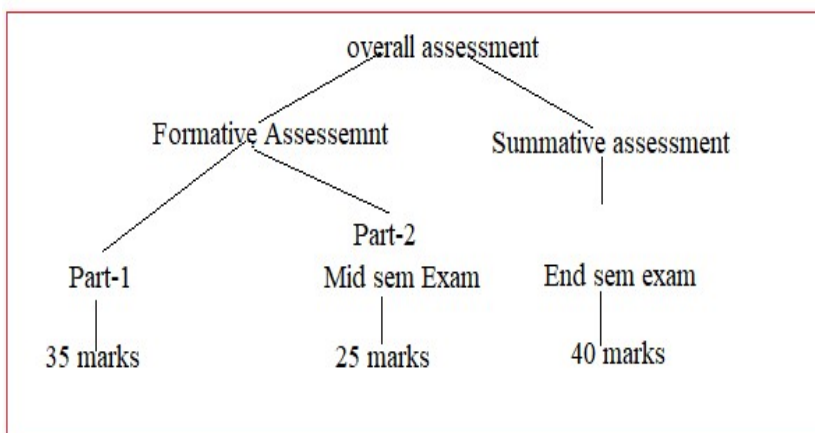 overall assessment
Formative Assessemnt
Summative assessment
Part-2
Part-1
Mid sem Exam
End sem exam
35 marks
25 marks
40 marks